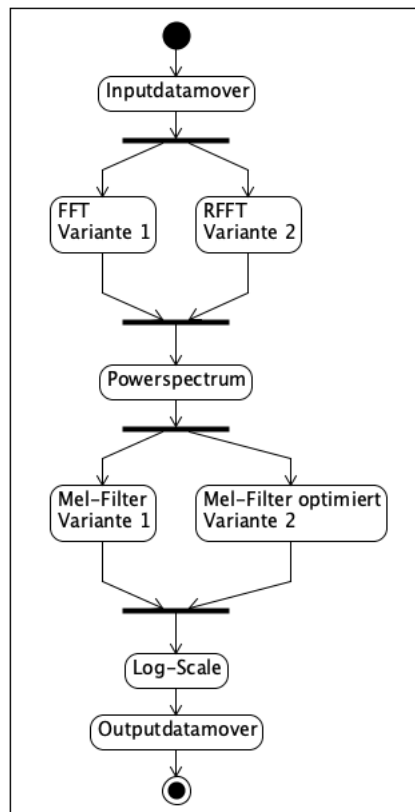 Inputdatamover
FFT
Variante 1
RFFT
Variante 2
Powerspectrum
Mel-Filter
Variante 1
Mel-Filter optimiert
Variante 2
Log-Scale
Outputdatamover